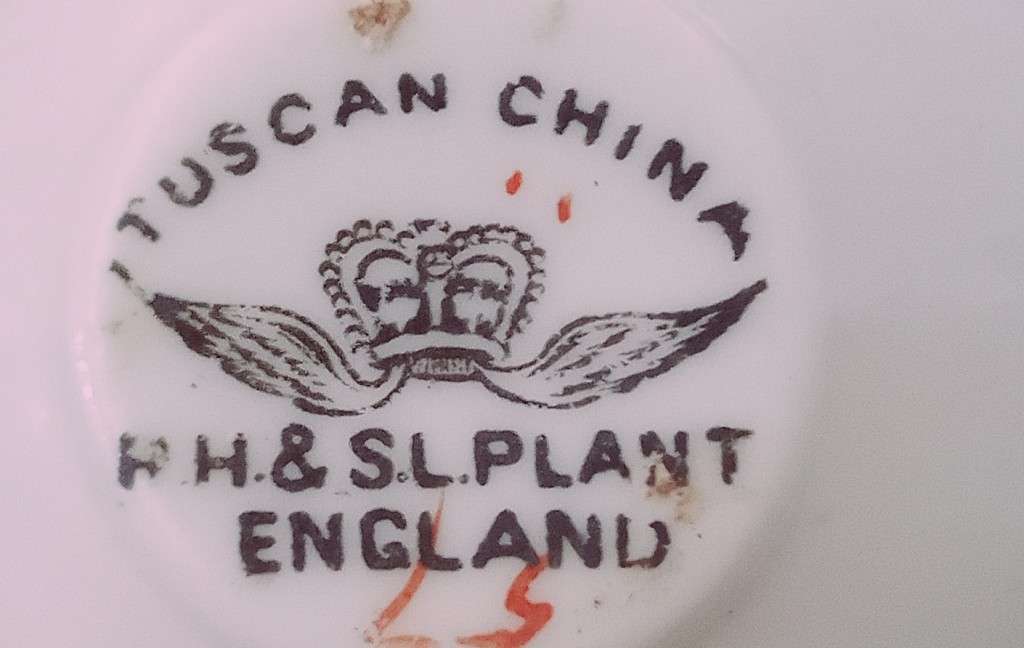 TUSCAN CHINA
R H. & S.L. PLANT
ENGLAND